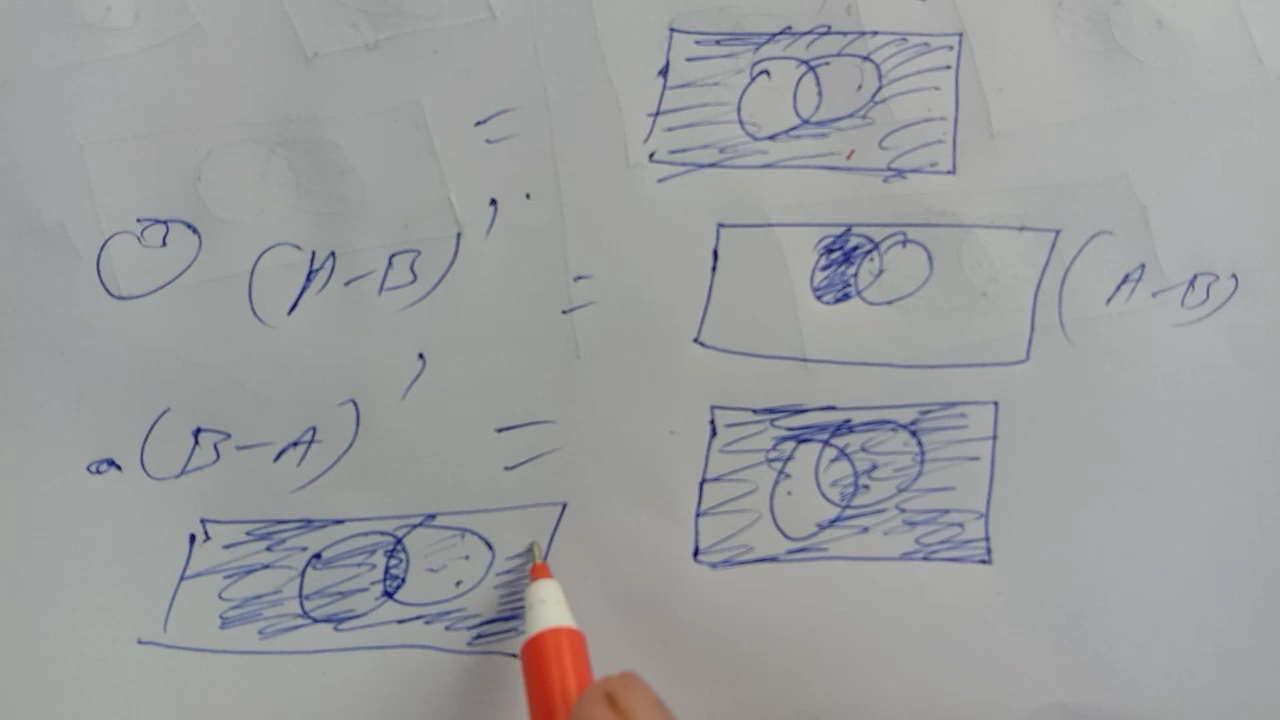 =
(A-B)' = (A-B)
(B-A)' =